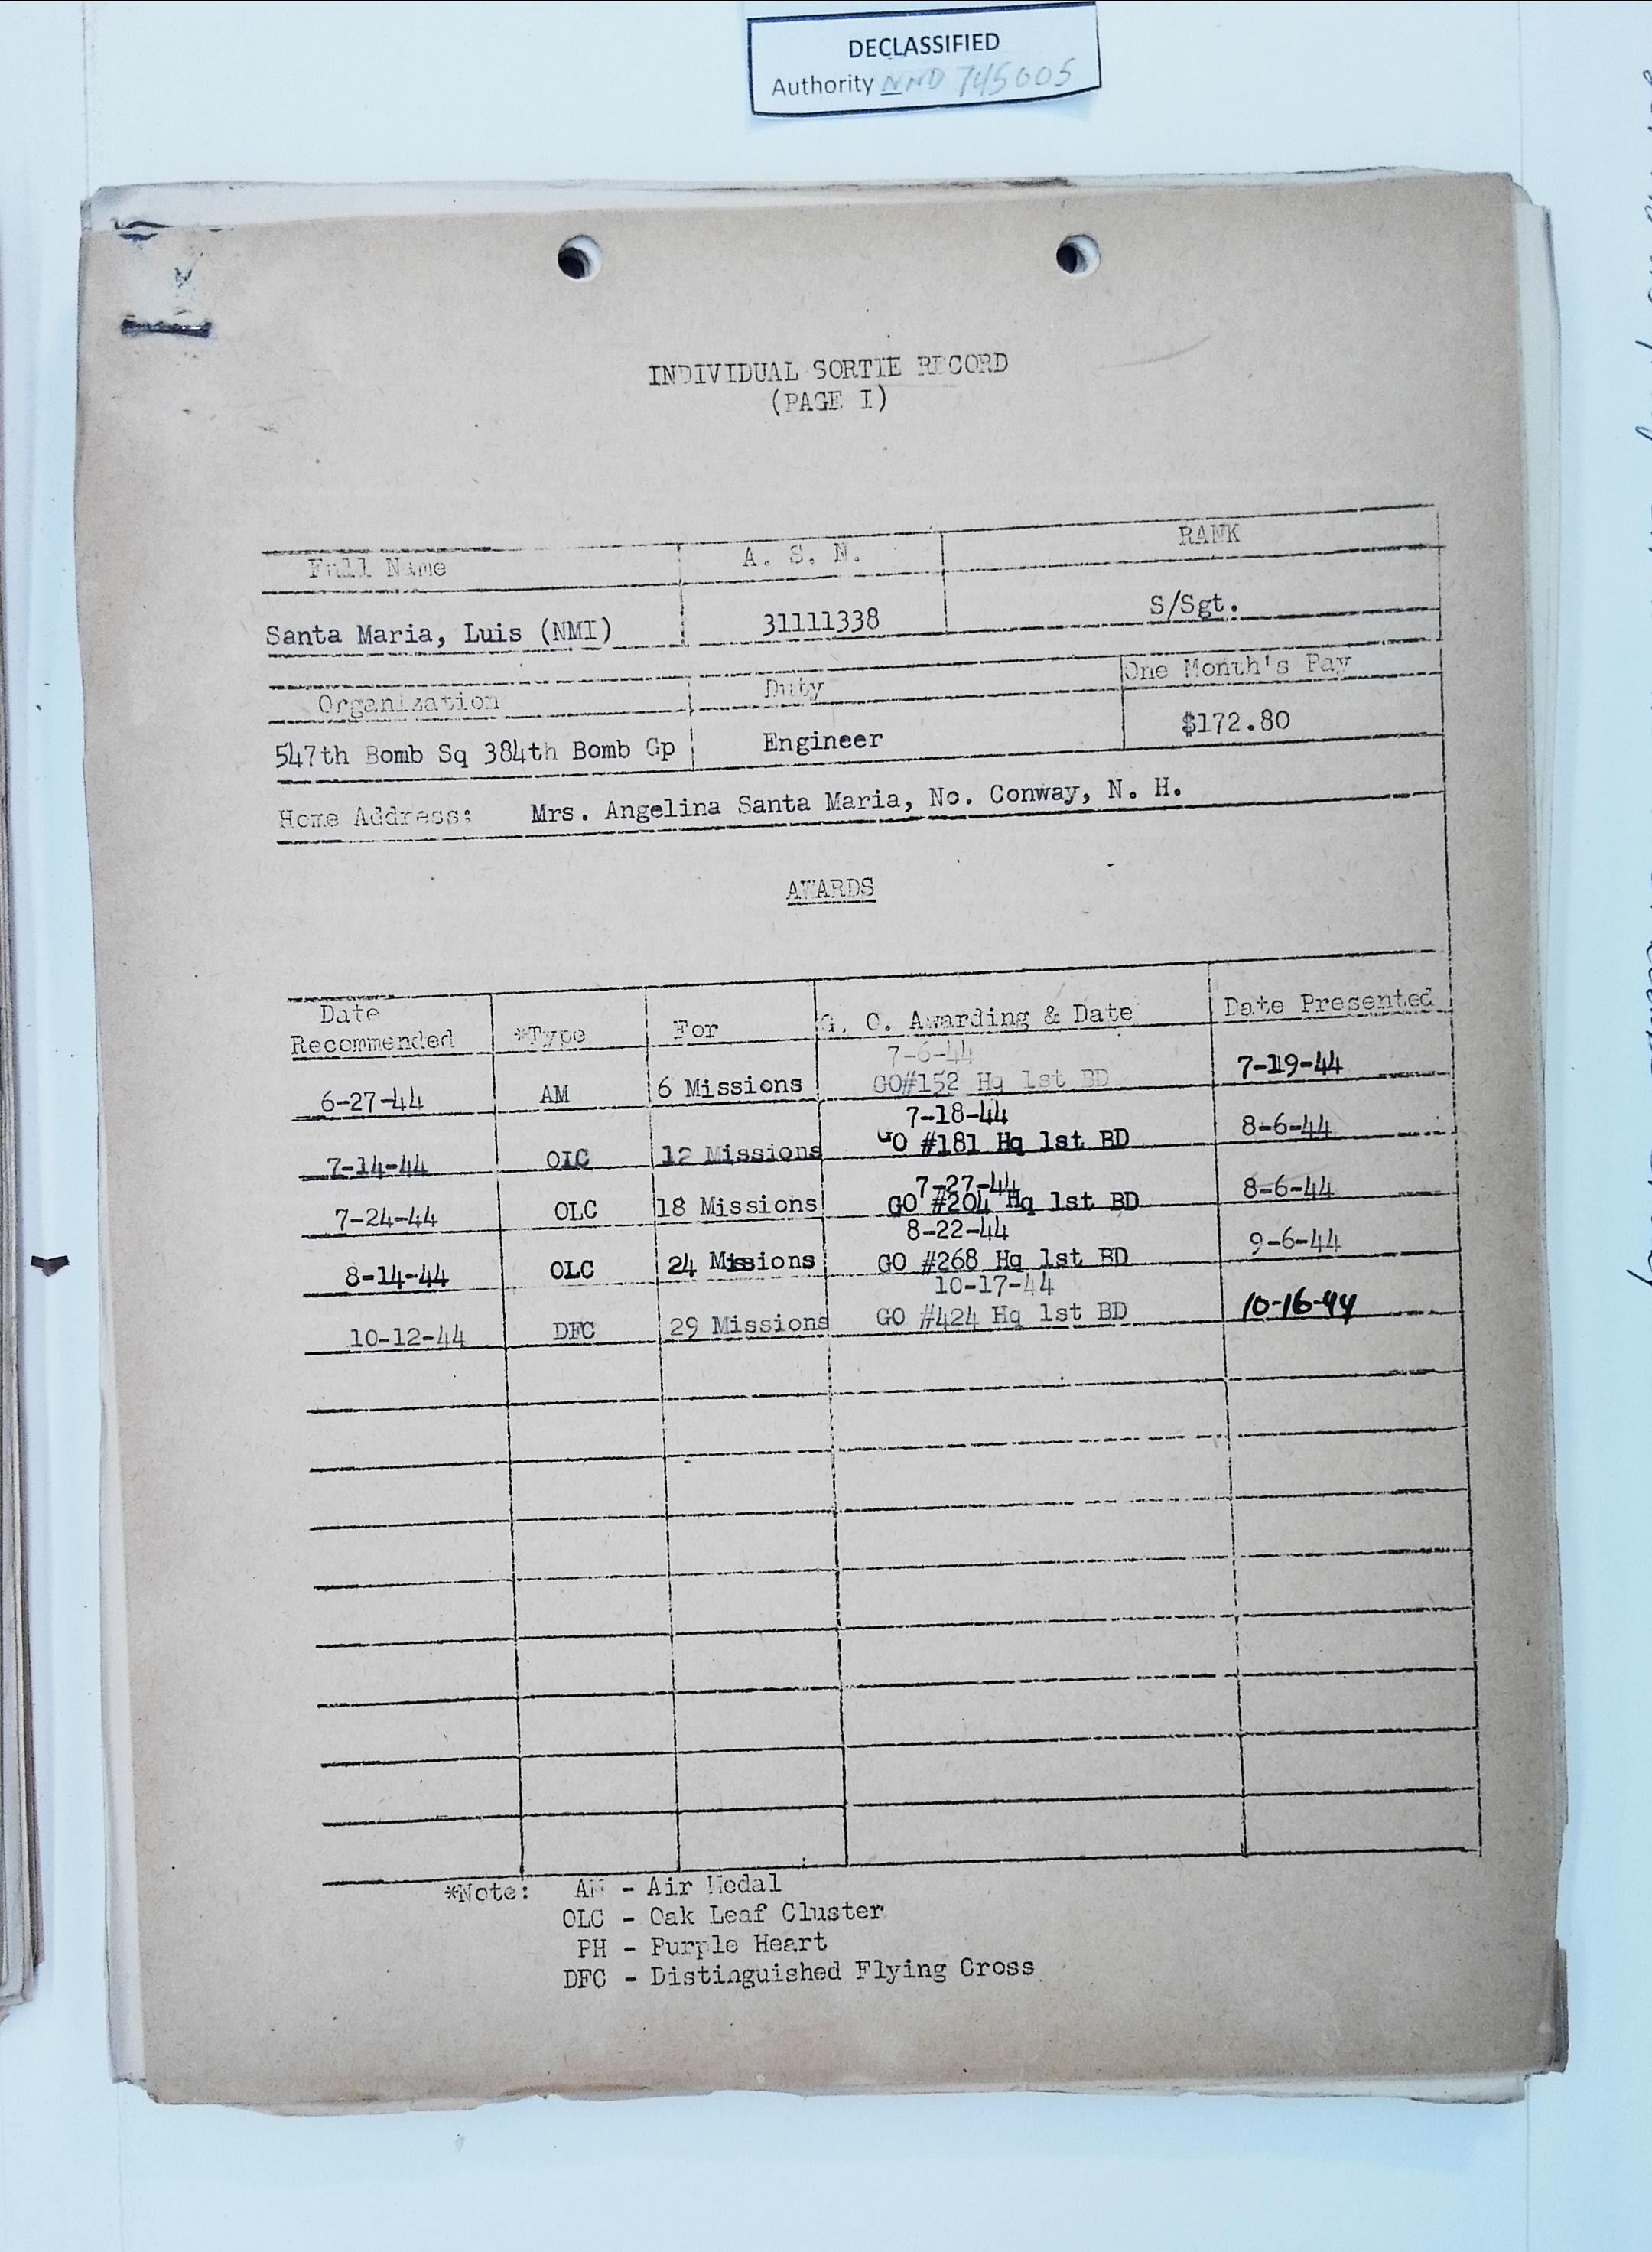 DECLASSIFIED
Authority NND 745005
INDIVIDUAL SORTIE RECORD
(PAGE I)
Full Name A. S. N. RANK
Santa Maria, Luis (NMI) 31111338 S/Sgt.
Organization Duty One Month's Pay
547th Bomb Sq 384th Bomb Gp Engineer $172.80
Home Address: Mrs. Angelina Santa Maria, No. Conway, N. H.
AWARDS
Date
Recommended *Type For G. O. Awarding & Date Date Presented
7-6-44
6-27-44 AM 6 Missions GO#152 Hq 1st BD 7-19-44
7-18-44
7-14-44 OLC 12 Missions GO #181 Hq 1st BD 8-6-44
7-27-44
7-24-44 OLC 18 Missions GO #204 Hq 1st BD 8-6-44
8-22-44
8-14-44 OLC 24 Missions GO #268 Hq 1st BD 9-6-44
10-17-44
10-12-44 DFC 29 Missions GO #424 Hq 1st BD 10-16-44
*Note: AM - Air Medal
OLC - Oak Leaf Cluster
PH - Purple Heart
DFC - Distinguished Flying Cross